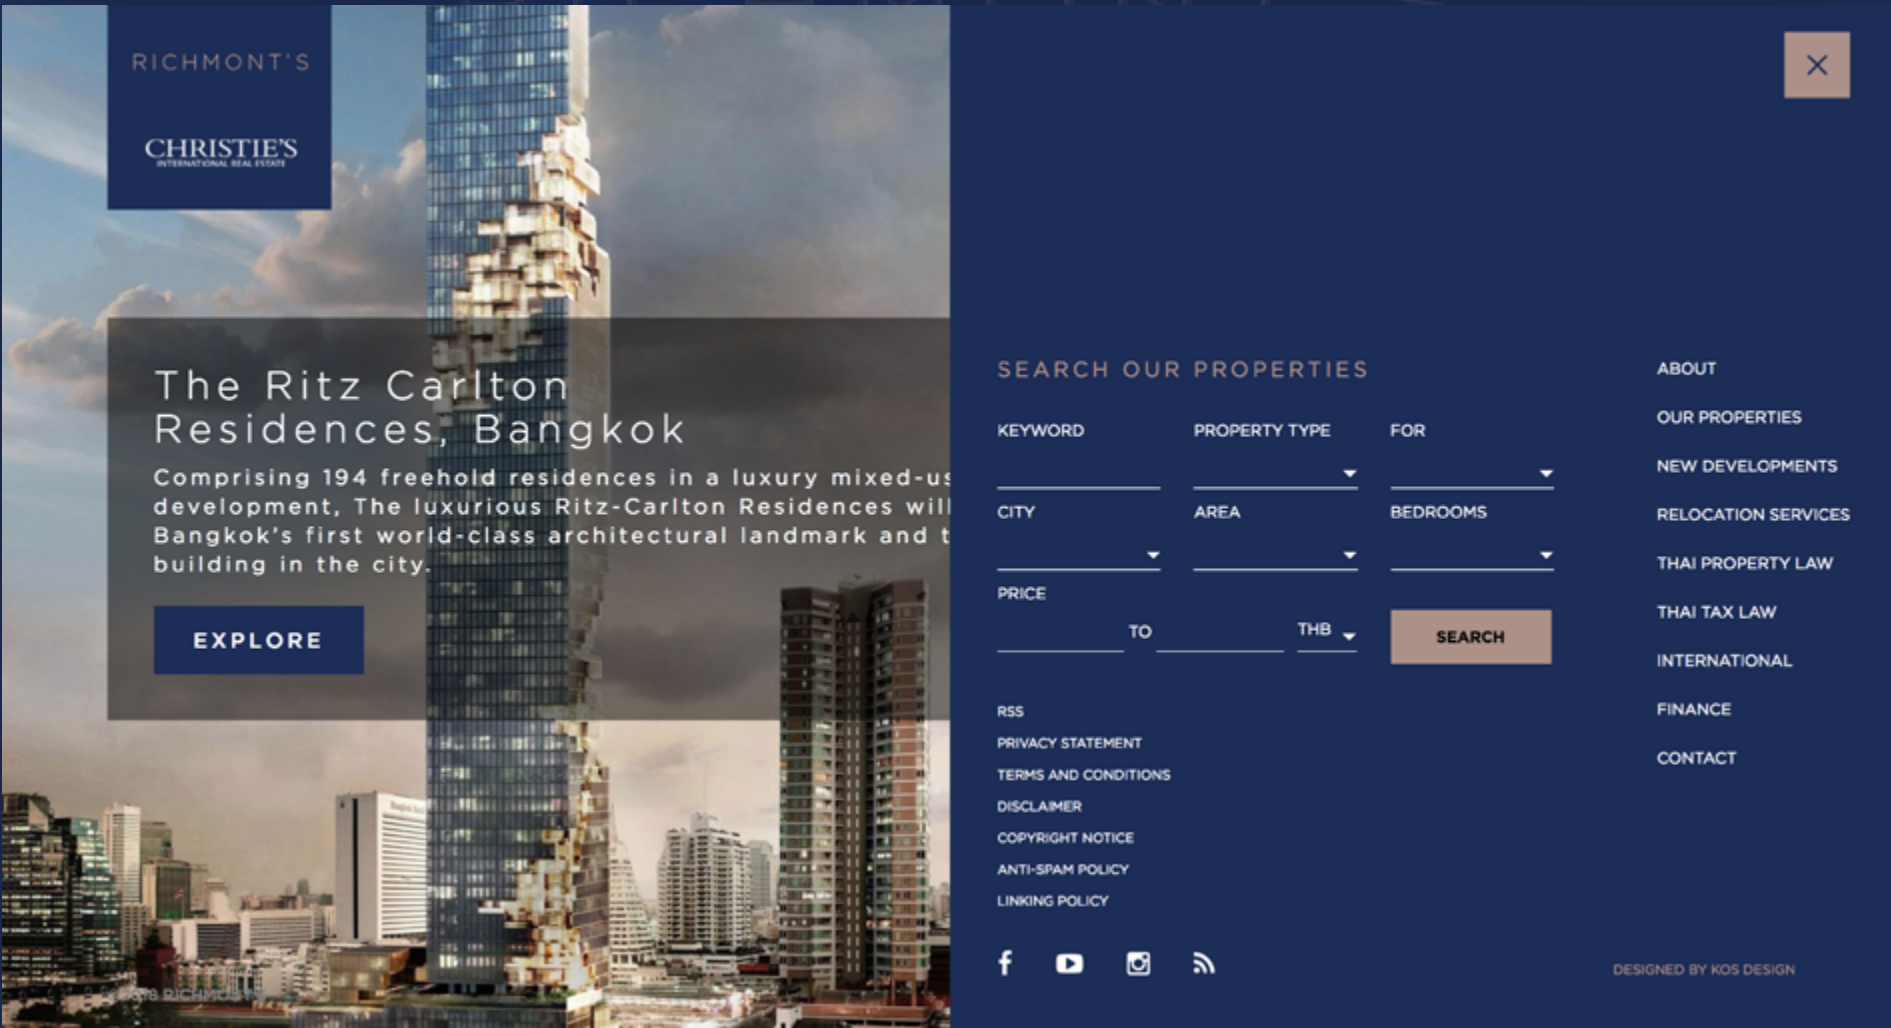 RICHMONT'S
CHRISTIE'S
INTERNATIONAL REAL ESTATE
The Ritz Carlton
Residences, Bangkok
Comprising 194 freehold residences in a luxury mixed-us
development, The luxurious Ritz-Carlton Residences will
Bangkok's first world-class architectural landmark and t
building in the city.
EXPLORE
SEARCH OUR PROPERTIES
KEYWORD PROPERTY TYPE FOR
CITY AREA BEDROOMS
PRICE
TO THB SEARCH
RSS
PRIVACY STATEMENT
TERMS AND CONDITIONS
DISCLAIMER
COPYRIGHT NOTICE
ANTI-SPAM POLICY
LINKING POLICY
ABOUT
OUR PROPERTIES
NEW DEVELOPMENTS
RELOCATION SERVICES
THAI PROPERTY LAW
THAI TAX LAW
INTERNATIONAL
FINANCE
CONTACT
DESIGNED BY KOS DESIGN